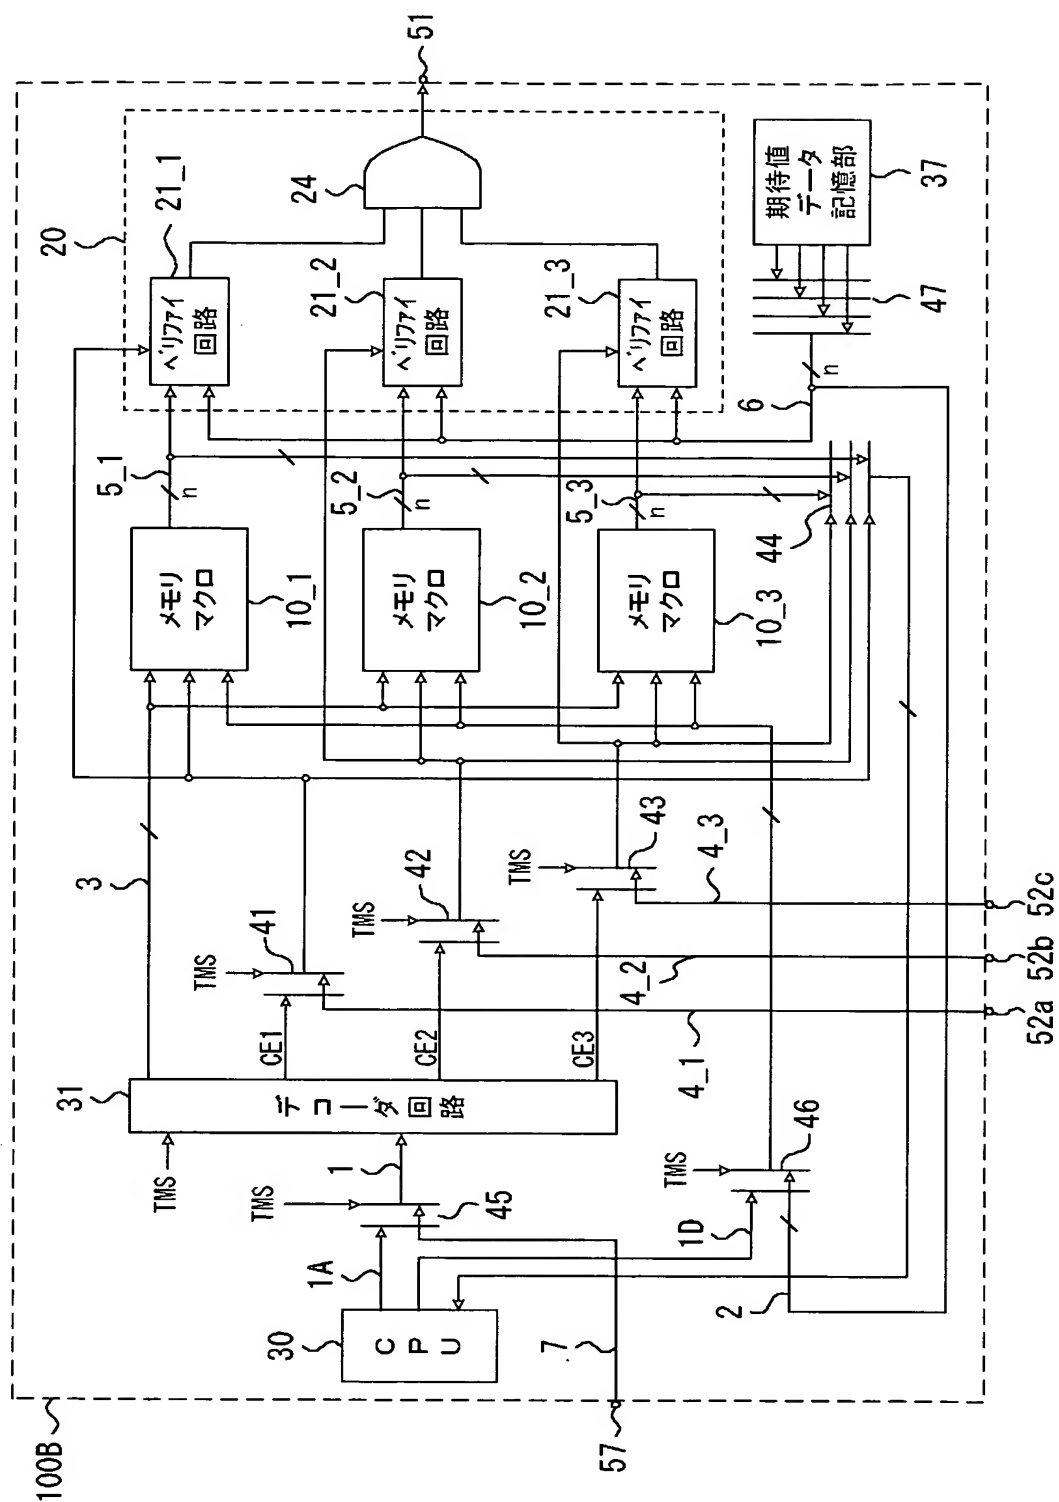 100B
57
7
30
CPU
1A
1D
2
TMS
45
1
TMS
31
デコーダ回路
TMS
46
CE1
CE2
CE3
4_1
4_2
4_3
52a
52b
52c
TMS
41
TMS
42
TMS
43
3
メモリ
マクロ
10_1
メモリ
マクロ
10_2
メモリ
マクロ
10_3
5_1
n
5_2
n
5_3
n
44
6
n
47
20
ベリファイ
回路
21_1
ベリファイ
回路
21_2
ベリファイ
回路
21_3
24
期待値
データ
記憶部
37
51